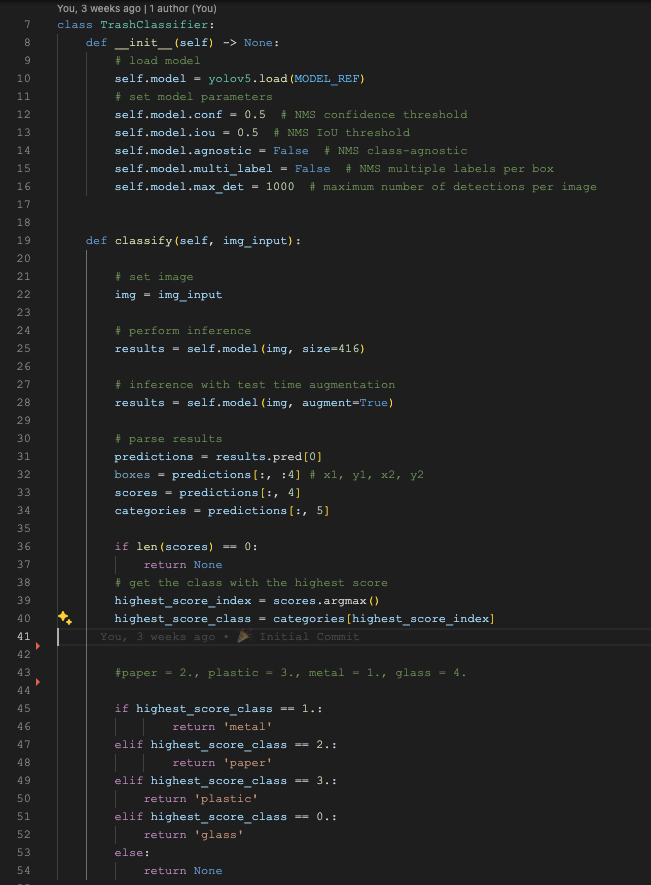 You, 3 weeks ago | 1 author (You)
7 class TrashClassifier:
8     def __init__(self) -> None:
9         # load model
10         self.model = yolov5.load(MODEL_REF)
11         # set model parameters
12         self.model.conf = 0.5  # NMS confidence threshold
13         self.model.iou = 0.5  # NMS IoU threshold
14         self.model.agnostic = False  # NMS class-agnostic
15         self.model.multi_label = False  # NMS multiple labels per box
16         self.model.max_det = 1000  # maximum number of detections per image
17
18
19     def classify(self, img_input):
20
21         # set image
22         img = img_input
23
24         # perform inference
25         results = self.model(img, size=416)
26
27         # inference with test time augmentation
28         results = self.model(img, augment=True)
29
30         # parse results
31         predictions = results.pred[0]
32         boxes = predictions[:, :4] # x1, y1, x2, y2
33         scores = predictions[:, 4]
34         categories = predictions[:, 5]
35
36         if len(scores) == 0:
37             return None
38         # get the class with the highest score
39         highest_score_index = scores.argmax()
40         highest_score_class = categories[highest_score_index]
41       You, 3 weeks ago • 🎉 Initial Commit
42
43         #paper = 2., plastic = 3., metal = 1., glass = 4.
44
45         if highest_score_class == 1.:
46                 return 'metal'
47         elif highest_score_class == 2.:
48                 return 'paper'
49         elif highest_score_class == 3.:
50             return 'plastic'
51         elif highest_score_class == 0.:
52             return 'glass'
53         else:
54             return None